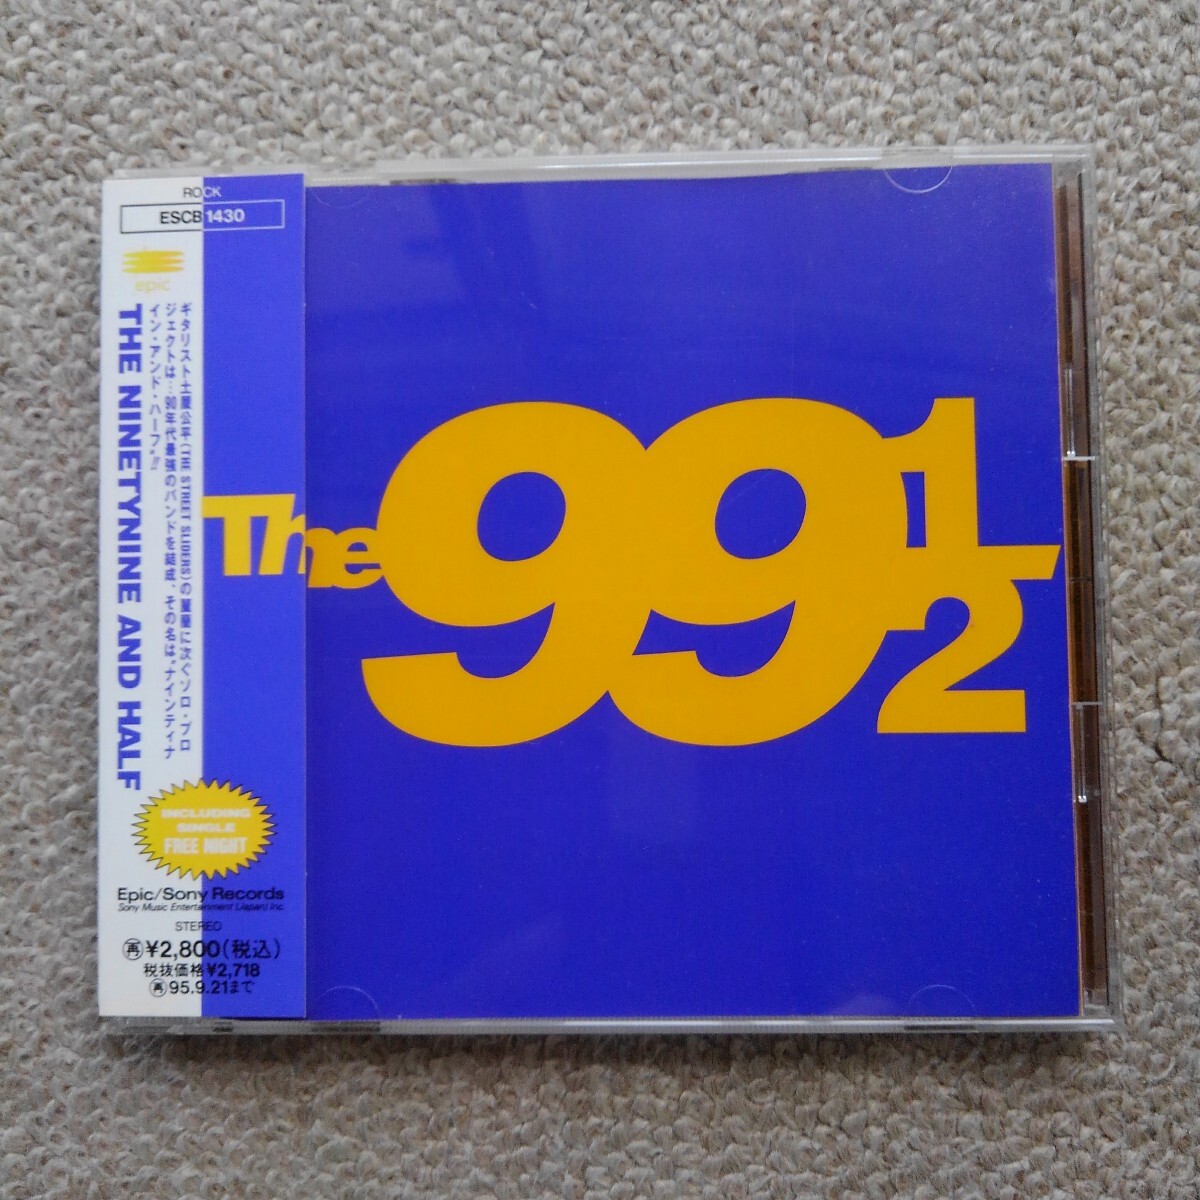 ROCK
ESCB 1430
epic
THE NINETYNINE AND HALF
ギタリスト土屋公平(THE STREET SLIDERS)の蘭丸に次ぐソロ・プロ
ジェクトは…90年代最強のバンドを結成、その名は"ナインティナ
イン・アンド・ハーフ"!!
INCLUDING
SINGLE
FREE NIGHT
Epic/Sony Records
Sony Music Entertainment (Japan) Inc.
STEREO
再¥2,800(税込)
税抜価格¥2,718
再95.9.21まで
The 99 1/2